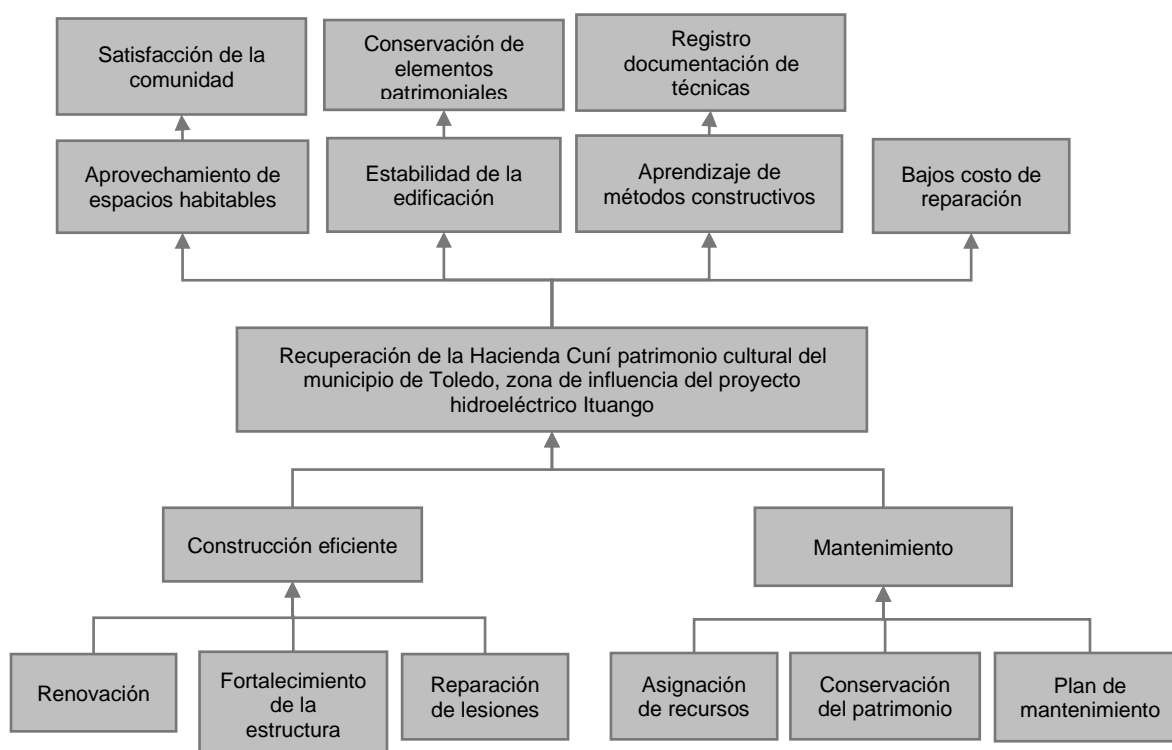 Satisfacción de la
comunidad
Conservación de
elementos
patrimoniales
Registro
documentación de
técnicas
Aprovechamiento de
espacios habitables
Estabilidad de la
edificación
Aprendizaje de
métodos constructivos
Bajos costo de
reparación
Recuperación de la Hacienda Cuní patrimonio cultural del
municipio de Toledo, zona de influencia del proyecto
hidroeléctrico Ituango
Construcción eficiente
Mantenimiento
Renovación
Fortalecimiento
de la
estructura
Reparación
de lesiones
Asignación
de recursos
Conservación
del patrimonio
Plan de
mantenimiento